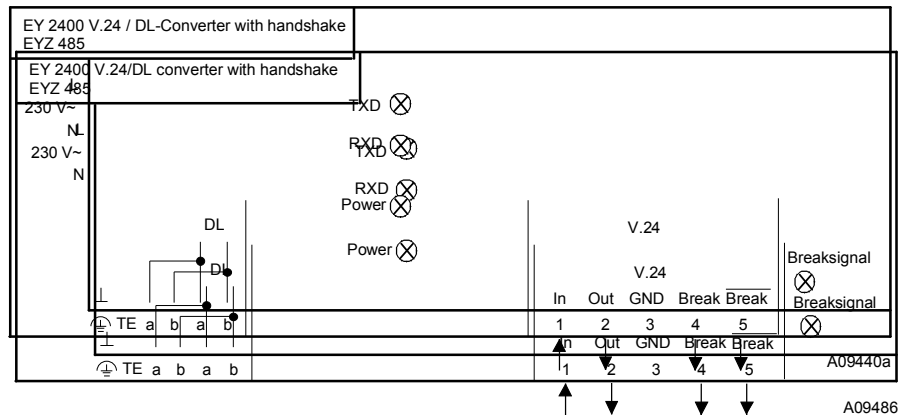 EY 2400 V.24 / DL-Converter with handshake
EYZ 485
EY 2400 V.24/DL converter with handshake
EYZ 485
L
230 V~
TXD
N
L
RXD
TXD
230 V~
N
RXD
Power
DL
V.24
Power
Breaksignal
DL
V.24
⊥
In Out GND Break Break
Breaksignal
TE a b a b
1 2 3 4 5
⊥
In Out GND Break Break
A09440a
TE a b a b
1 2 3 4 5
A09486